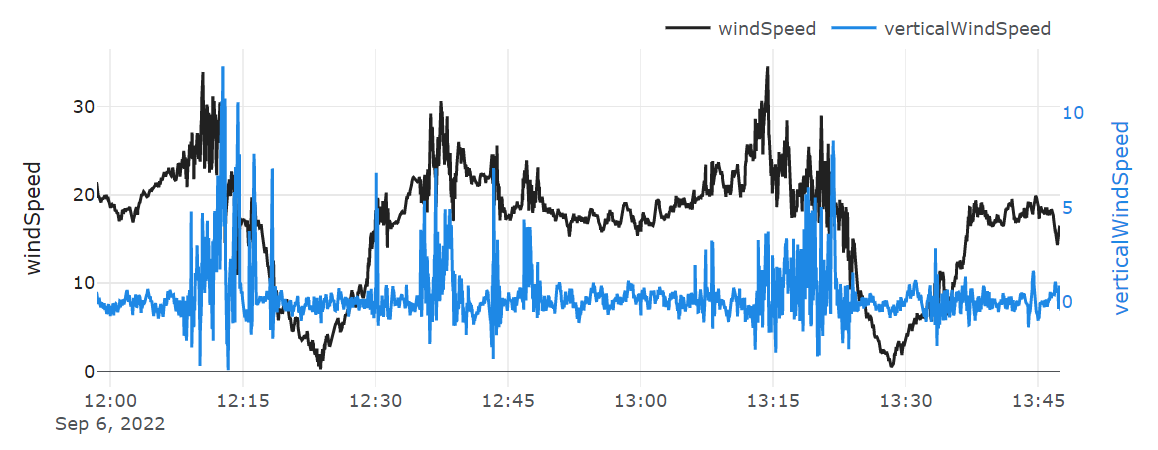 windSpeed verticalWindSpeed
30
20
10
0
windSpeed
10
5
0
verticalWindSpeed
12:00 12:15 12:30 12:45 13:00 13:15 13:30 13:45
Sep 6, 2022